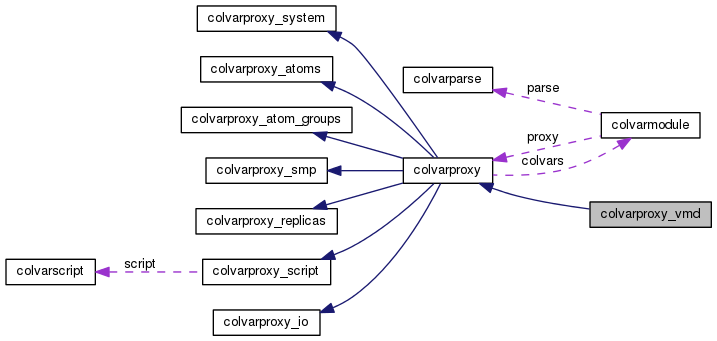 colvarproxy_system
colvarproxy_atoms
colvarparse
parse
colvarproxy_atom_groups
colvarmodule
proxy
colvars
colvarproxy_smp
colvarproxy
colvarproxy_replicas
colvarproxy_vmd
colvarscript
script
colvarproxy_script
colvarproxy_io